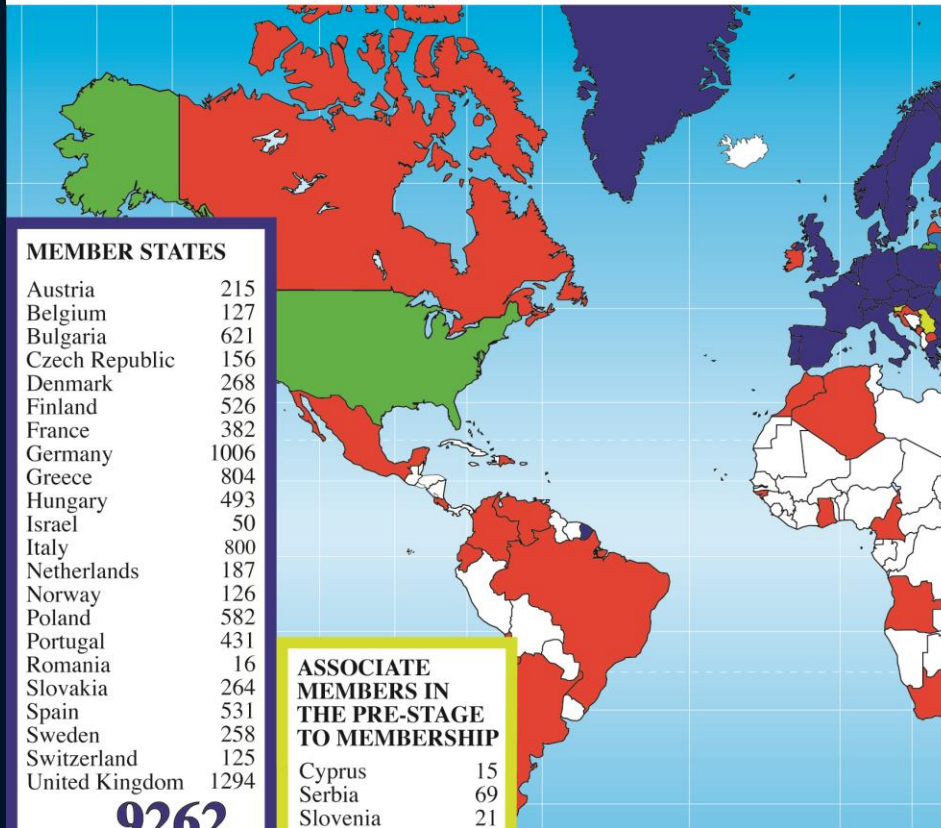 MEMBER STATES
Austria 215
Belgium 127
Bulgaria 621
Czech Republic 156
Denmark 268
Finland 526
France 382
Germany 1006
Greece 804
Hungary 493
Israel 50
Italy 800
Netherlands 187
Norway 126
Poland 582
Portugal 431
Romania 16
Slovakia 264
Spain 531
Sweden 258
Switzerland 125
United Kingdom 1294
9262
ASSOCIATE
MEMBERS IN
THE PRE-STAGE
TO MEMBERSHIP
Cyprus 15
Serbia 69
Slovenia 21